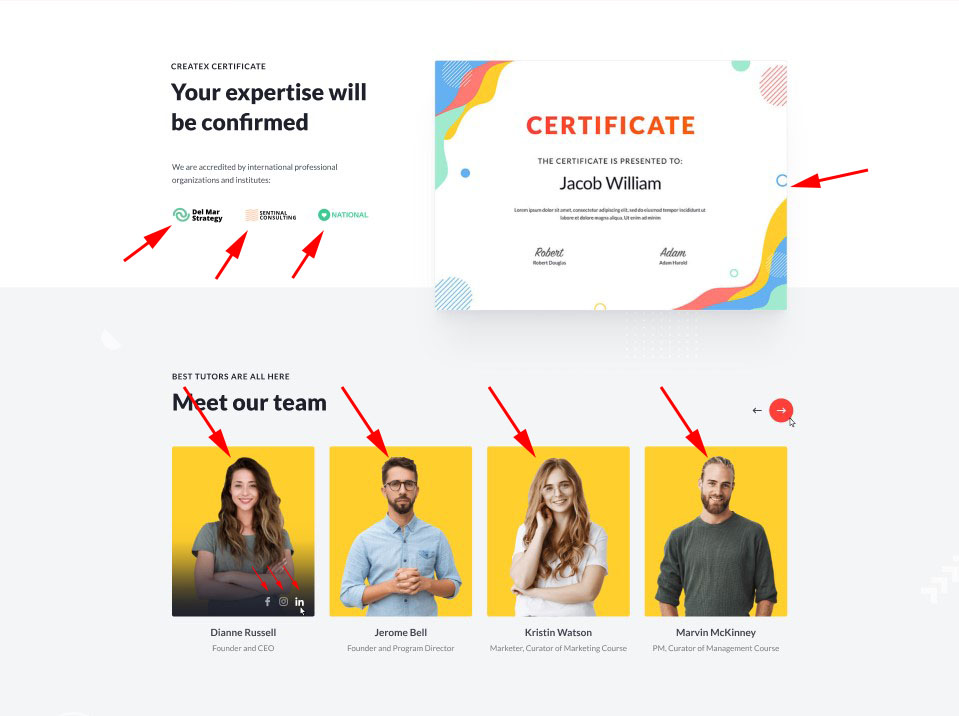 CREATEX CERTIFICATE
Your expertise will
be confirmed
We are accredited by international professional
organizations and institutes:
Del Mar
Strategy
SENTINAL
CONSULTING
NATIONAL
CERTIFICATE
THE CERTIFICATE IS PRESENTED TO:
Jacob William
Lorem ipsum dolor sit amet, consectetur adipiscing elit, sed do eiusmod tempor incididunt ut
labore et dolore magna aliqua. Ut enim ad minim
Robert
Adam
Robert Douglas
Adam Harold
BEST TUTORS ARE ALL HERE
Meet our team
f
in
Dianne Russell
Jerome Bell
Kristin Watson
Marvin McKinney
Founder and CEO
Founder and Program Director
Marketer, Curator of Marketing Course
PM, Curator of Management Course